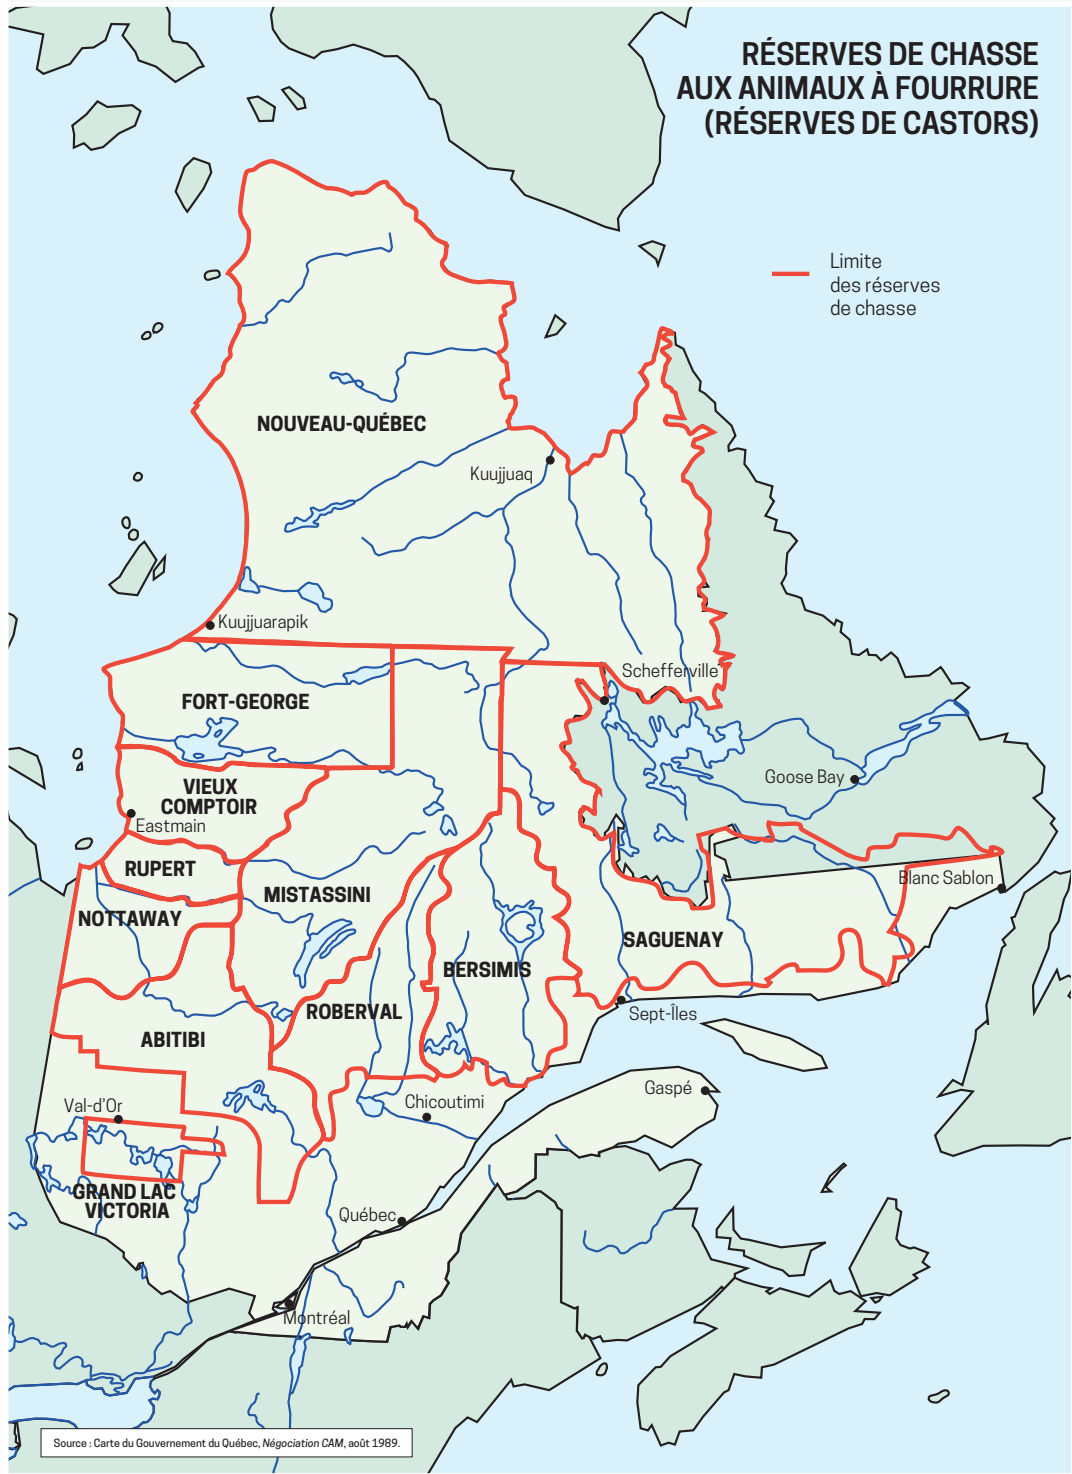 RÉSERVES DE CHASSE
AUX ANIMAUX À FOURRURE
(RÉSERVES DE CASTORS)
Limite
des réserves
de chasse
NOUVEAU-QUÉBEC
Kuujjuaq
Kuujjuarapik
Schefferville
FORT-GEORGE
Goose Bay
VIEUX
COMPTOIR
Eastmain
RUPERT
Blanc Sablon
MISTASSINI
NOTTAWAY
SAGUENAY
BERSIMIS
ROBERVAL
Sept-Îles
ABITIBI
Gaspé
Chicoutimi
Val-d'Or
GRAND LAC
VICTORIA
Québec
Montréal
Source : Carte du Gouvernement du Québec, Négociation CAM, août 1989.